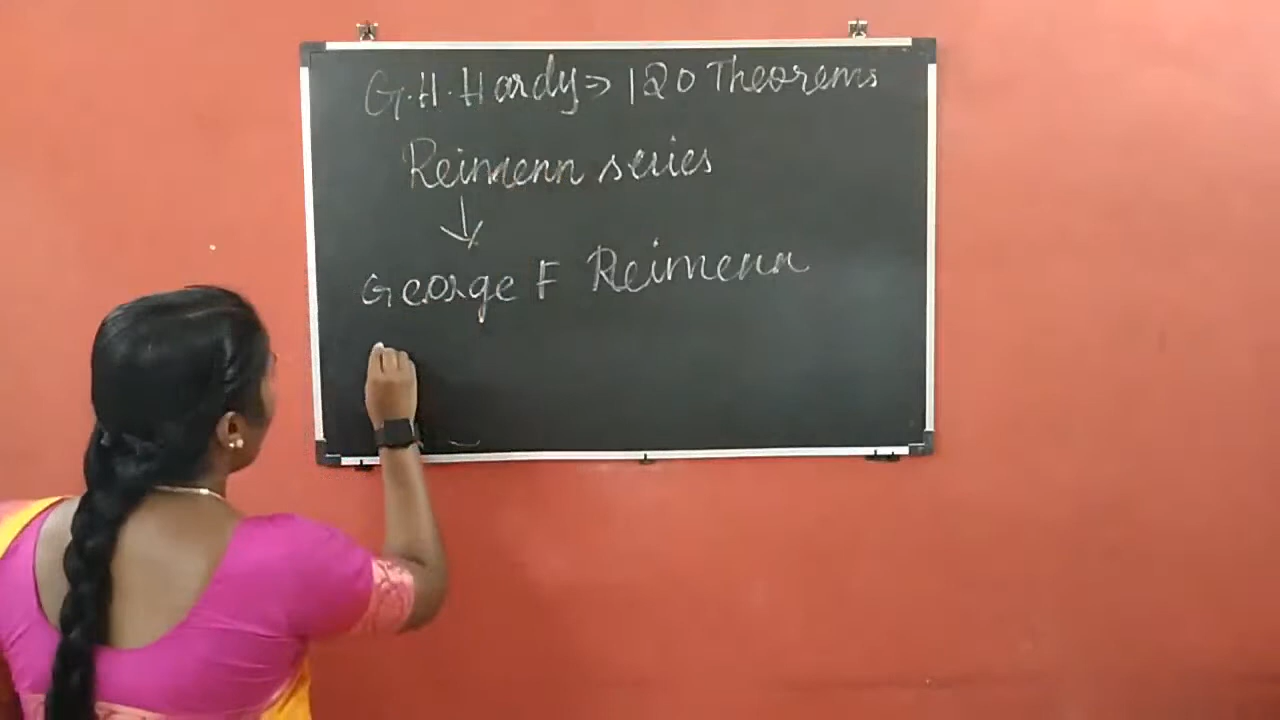 G.H.Hardy⇒ 120 Theorems
Reimenn series
↓
George F Reimenn